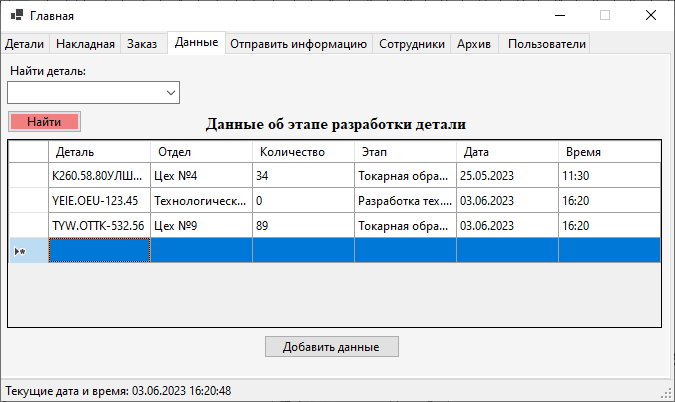 Главная
Детали Накладная Заказ Данные Отправить информацию Сотрудники Архив Пользователи
Найти деталь:
Найти
Данные об этапе разработки детали
Деталь Отдел Количество Этап Дата Время
К260.58.80УЛШ... Цех №4 34 Токарная обра... 25.05.2023 11:30
YEIE.OEU-123.45 Технологическ... 0 Разработка тех.... 03.06.2023 16:20
TYW.OTTK-532.56 Цех №9 89 Токарная обра... 03.06.2023 16:20
Добавить данные
Текущие дата и время: 03.06.2023 16:20:48